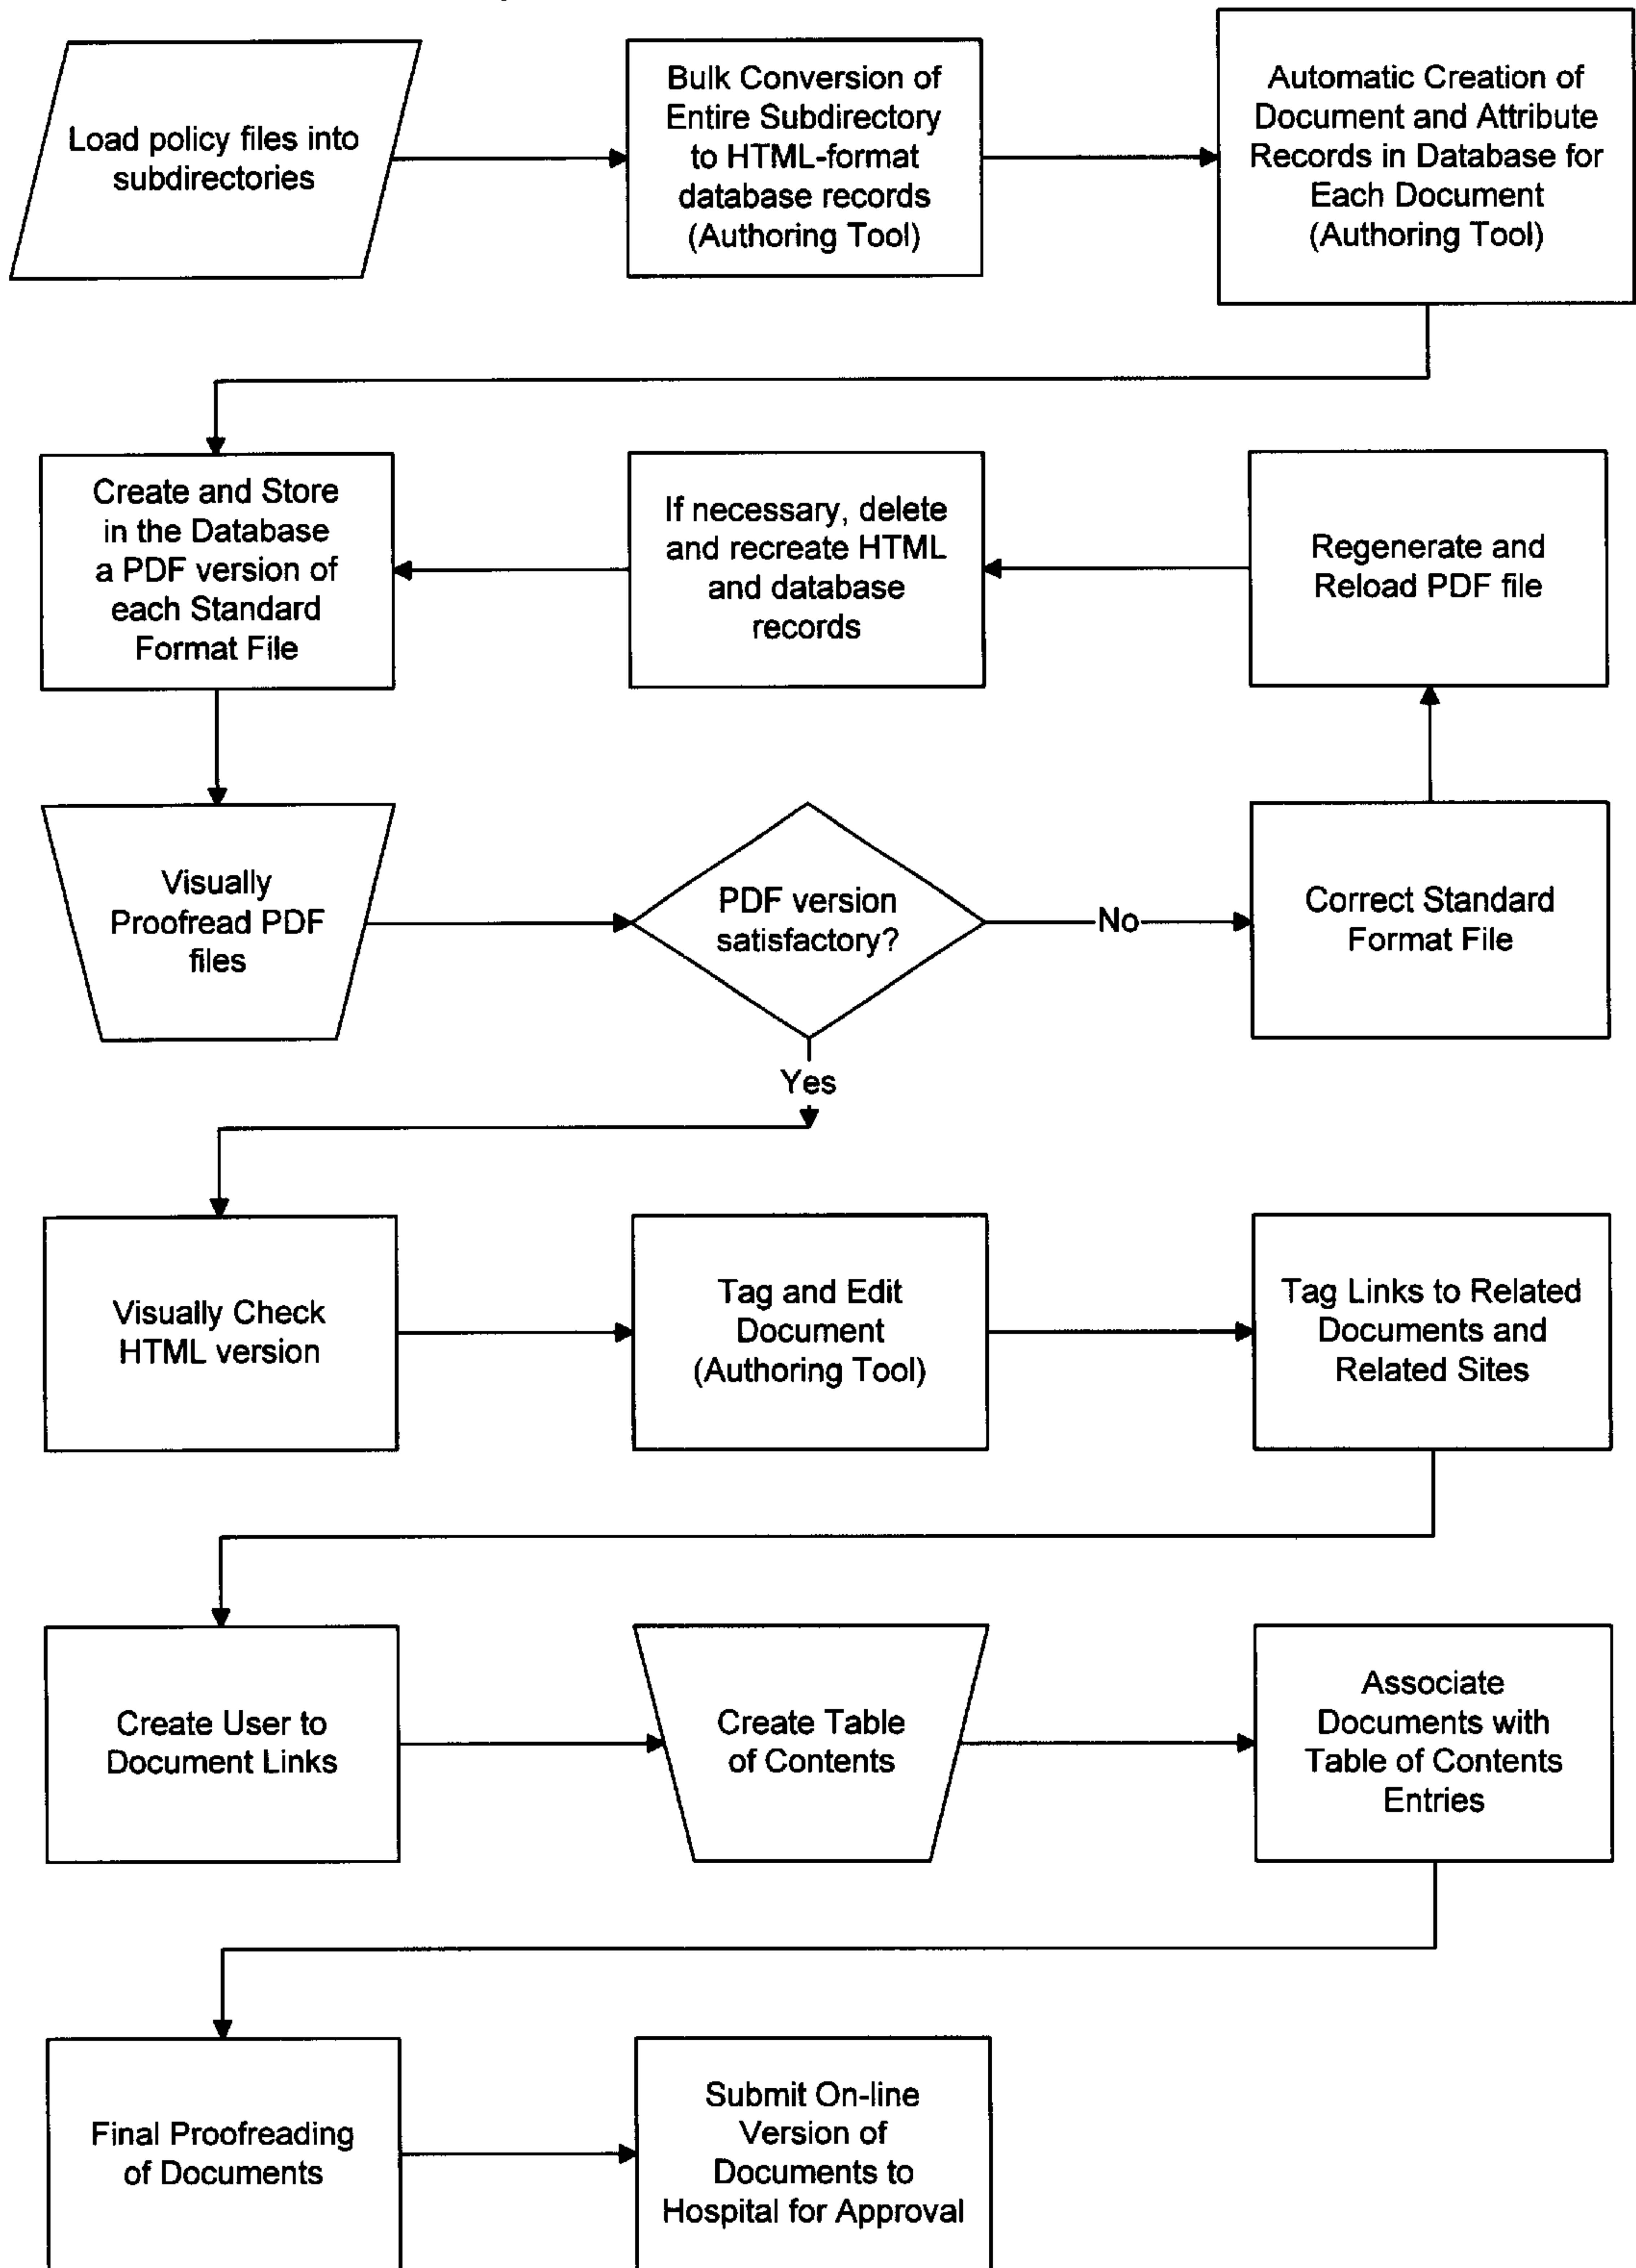 Load policy files into
subdirectories
Bulk Conversion of
Entire Subdirectory
to HTML-format
database records
(Authoring Tool)
Automatic Creation of
Document and Attribute
Records in Database for
Each Document
(Authoring Tool)
Create and Store
in the Database
a PDF version of
each Standard
Format File
If necessary, delete
and recreate HTML
and database
records
Regenerate and
Reload PDF file
Visually
Proofread PDF
files
PDF version
satisfactory?
No
Correct Standard
Format File
Yes
Visually Check
HTML version
Tag and Edit
Document
(Authoring Tool)
Tag Links to Related
Documents and
Related Sites
Create User to
Document Links
Create Table
of Contents
Associate
Documents with
Table of Contents
Entries
Final Proofreading
of Documents
Submit On-line
Version of
Documents to
Hospital for Approval